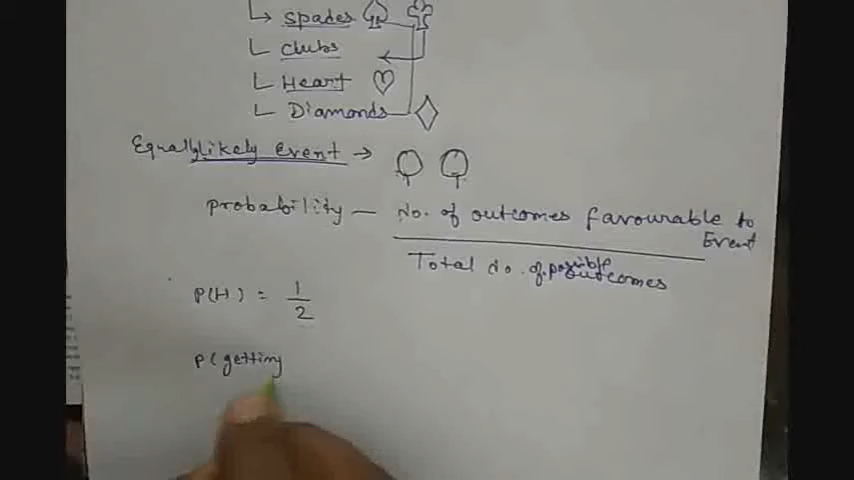 spades
clubs
Heart
Diamonds
Equally likely Event →
probability — No. of outcomes favourable to Event
Total No. of possible outcomes
P(H) = 1/2
P(getting